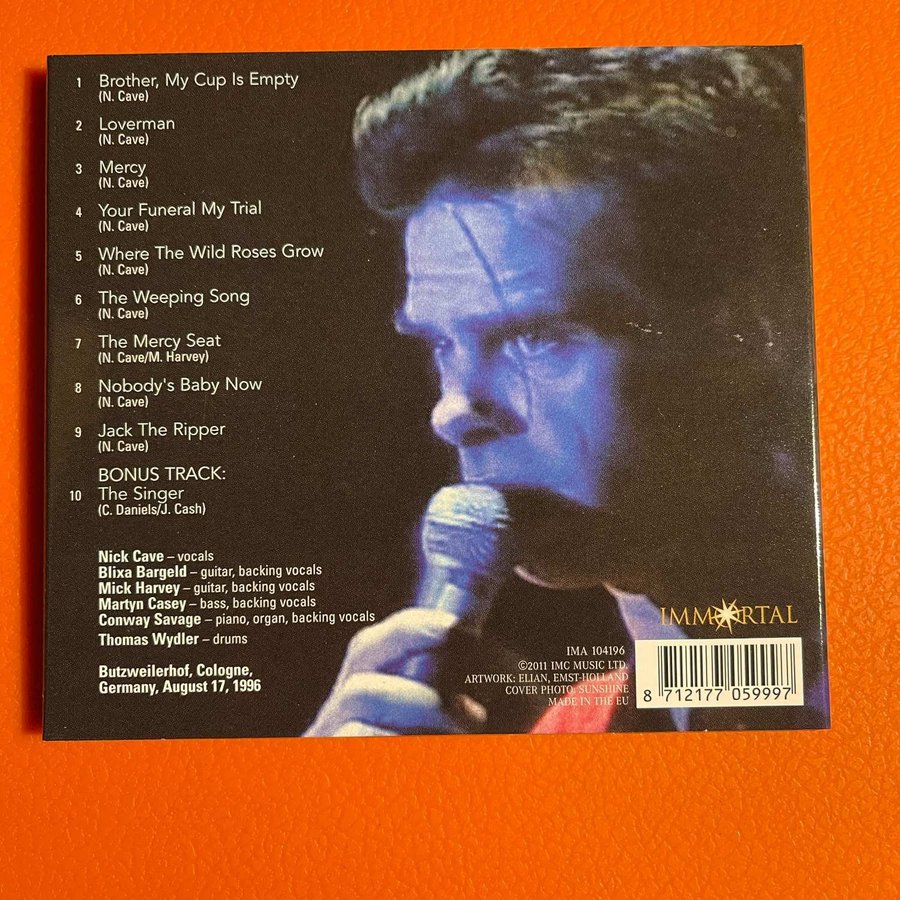 1 Brother, My Cup Is Empty
(N. Cave)
2 Loverman
(N. Cave)
3 Mercy
(N. Cave)
4 Your Funeral My Trial
(N. Cave)
5 Where The Wild Roses Grow
(N. Cave)
6 The Weeping Song
(N. Cave)
7 The Mercy Seat
(N. Cave/M. Harvey)
8 Nobody's Baby Now
(N. Cave)
9 Jack The Ripper
(N. Cave)
BONUS TRACK:
10 The Singer
(C. Daniels/J. Cash)
Nick Cave – vocals
Blixa Bargeld – guitar, backing vocals
Mick Harvey – guitar, backing vocals
Martyn Casey – bass, backing vocals
Conway Savage – piano, organ, backing vocals
Thomas Wydler – drums
Butzweilerhof, Cologne,
Germany, August 17, 1996
IMMORTAL
IMA 104196
©2011 IMC MUSIC LTD.
ARTWORK: ELIAN, EMST-HOLLAND
COVER PHOTO: SUNSHINE
MADE IN THE EU
8 712177 059997